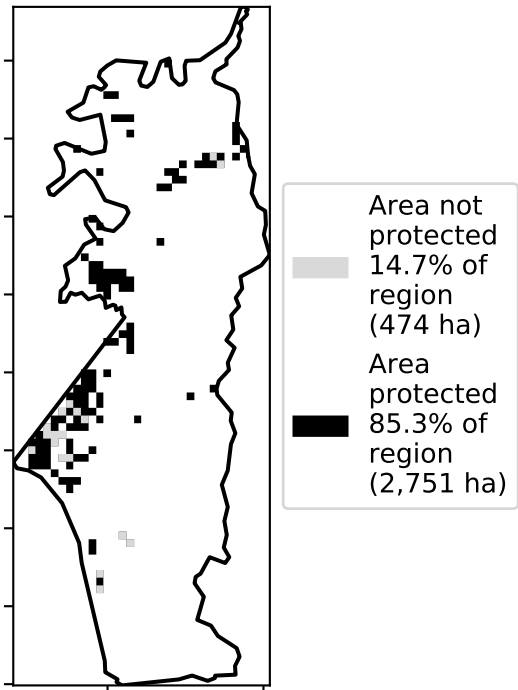 Area not
protected
14.7% of
region
(474 ha)
Area
protected
85.3% of
region
(2,751 ha)